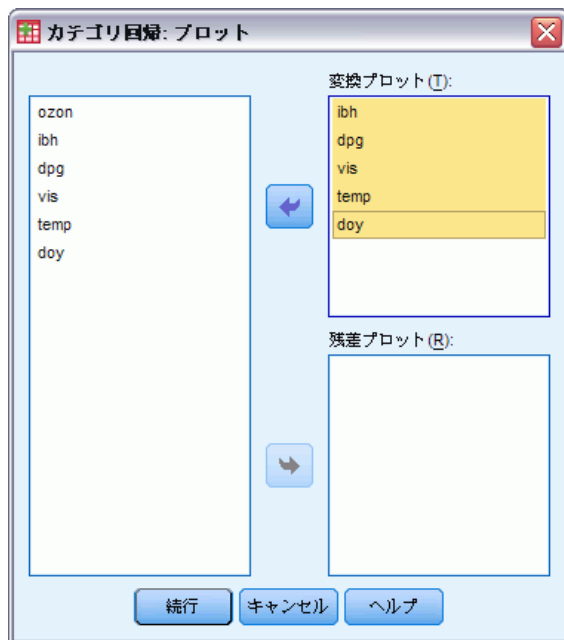 カテゴリ回帰: プロット
ozon
ibh
dpg
vis
temp
doy
変換プロット(T):
ibh
dpg
vis
temp
doy
残差プロット(R):
続行
キャンセル
ヘルプ